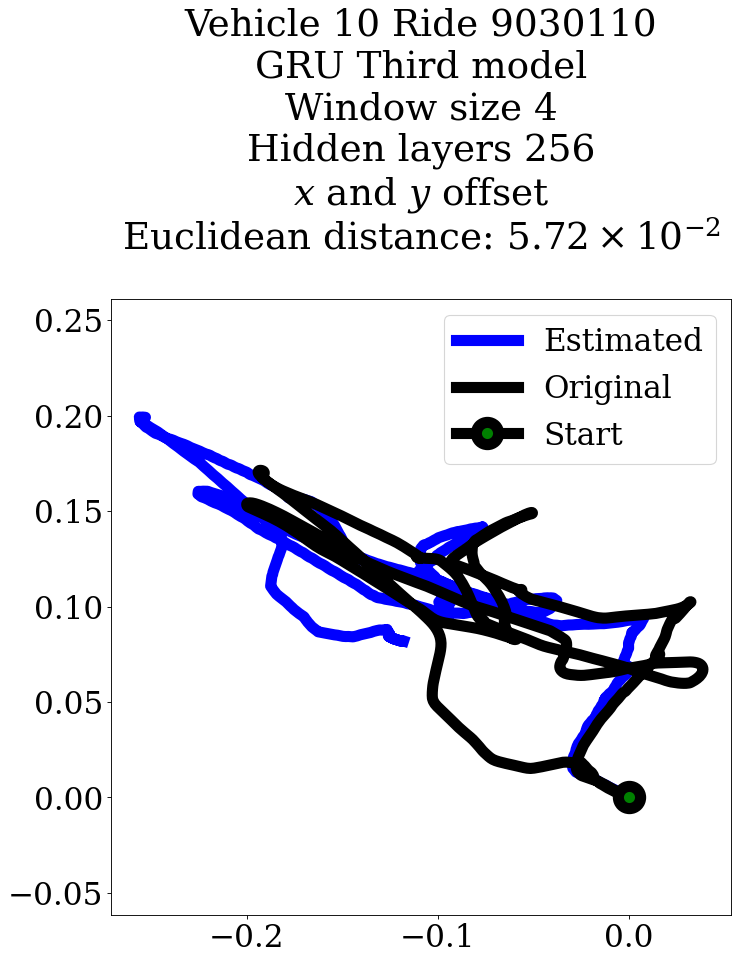 Vehicle 10 Ride 9030110
GRU Third model
Window size 4
Hidden layers 256
x and y offset
Euclidean distance: 5.72 × 10⁻²
0.25
0.20
0.15
0.10
0.05
0.00
−0.05
Estimated
Original
Start
−0.2
−0.1
0.0